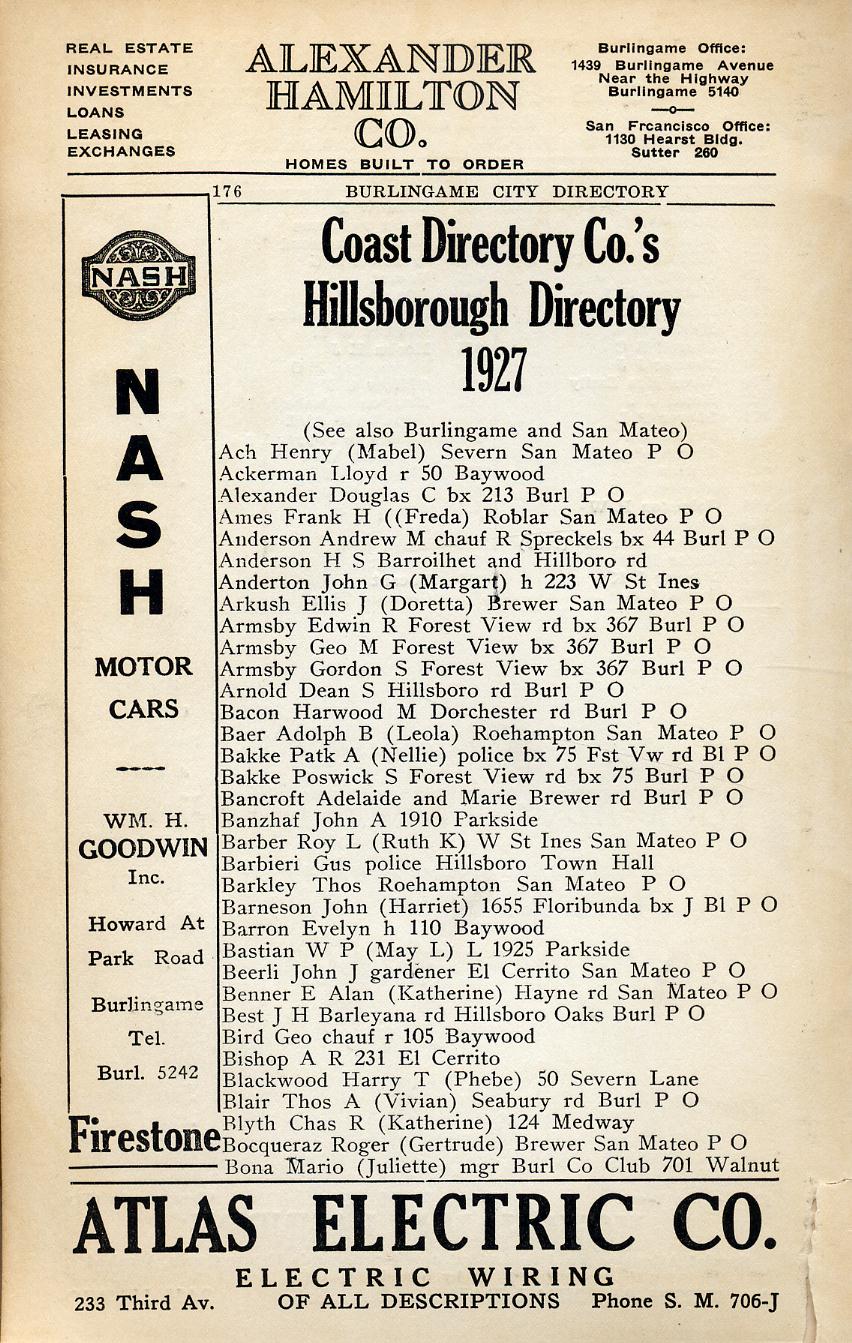 REAL ESTATE
INSURANCE
INVESTMENTS
LOANS
LEASING
EXCHANGES
ALEXANDER
HAMILTON
CO.
HOMES BUILT TO ORDER
Burlingame Office:
1439 Burlingame Avenue
Near the Highway
Burlingame 5140
—o—
San Frcancisco Office:
1130 Hearst Bldg.
Sutter 260
176 BURLINGAME CITY DIRECTORY
NASH
N
A
S
H
MOTOR
CARS
WM. H.
GOODWIN
Inc.
Howard At
Park Road
Burlingame
Tel.
Burl. 5242
Firestone
Coast Directory Co.'s
Hillsborough Directory
1927
(See also Burlingame and San Mateo)
Ach Henry (Mabel) Severn San Mateo P O
Ackerman Lloyd r 50 Baywood
Alexander Douglas C bx 213 Burl P O
Ames Frank H ((Freda) Roblar San Mateo P O
Anderson Andrew M chauf R Spreckels bx 44 Burl P O
Anderson H S Barroilhet and Hillboro rd
Anderton John G (Margart) h 223 W St Ines
Arkush Ellis J (Doretta) Brewer San Mateo P O
Armsby Edwin R Forest View rd bx 367 Burl P O
Armsby Geo M Forest View bx 367 Burl P O
Armsby Gordon S Forest View bx 367 Burl P O
Arnold Dean S Hillsboro rd Burl P O
Bacon Harwood M Dorchester rd Burl P O
Baer Adolph B (Leola) Roehampton San Mateo P O
Bakke Patk A (Nellie) police bx 75 Fst Vw rd Bl P O
Bakke Poswick S Forest View rd bx 75 Burl P O
Bancroft Adelaide and Marie Brewer rd Burl P O
Banzhaf John A 1910 Parkside
Barber Roy L (Ruth K) W St Ines San Mateo P O
Barbieri Gus police Hillsboro Town Hall
Barkley Thos Roehampton San Mateo P O
Barneson John (Harriet) 1655 Floribunda bx J Bl P O
Barron Evelyn h 110 Baywood
Bastian W P (May L) L 1925 Parkside
Beerli John J gardener El Cerrito San Mateo P O
Benner E Alan (Katherine) Hayne rd San Mateo P O
Best J H Barleyana rd Hillsboro Oaks Burl P O
Bird Geo chauf r 105 Baywood
Bishop A R 231 El Cerrito
Blackwood Harry T (Phebe) 50 Severn Lane
Blair Thos A (Vivian) Seabury rd Burl P O
Blyth Chas R (Katherine) 124 Medway
Bocqueraz Roger (Gertrude) Brewer San Mateo P O
Bona Mario (Juliette) mgr Burl Co Club 701 Walnut
ATLAS ELECTRIC CO.
ELECTRIC WIRING
233 Third Av. OF ALL DESCRIPTIONS Phone S. M. 706-J